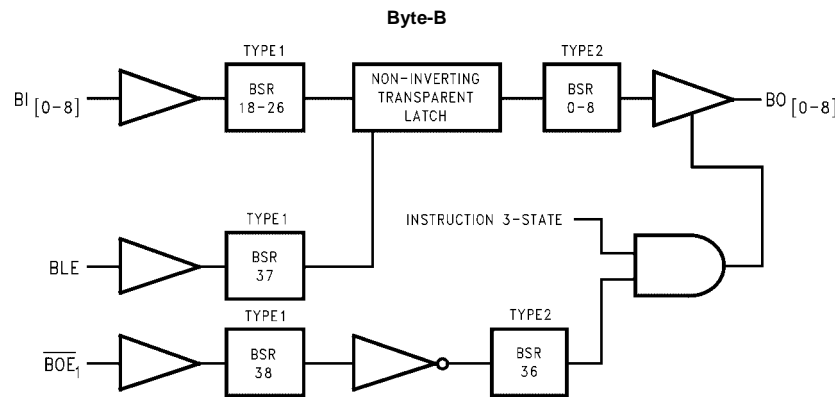 Byte-B
TYPE1
TYPE2
BI[0-8]
BSR
18-26
NON-INVERTING
TRANSPARENT
LATCH
BSR
0-8
BO[0-8]
TYPE1
INSTRUCTION 3-STATE
BLE
BSR
37
TYPE1
TYPE2
BOE1
BSR
38
BSR
36